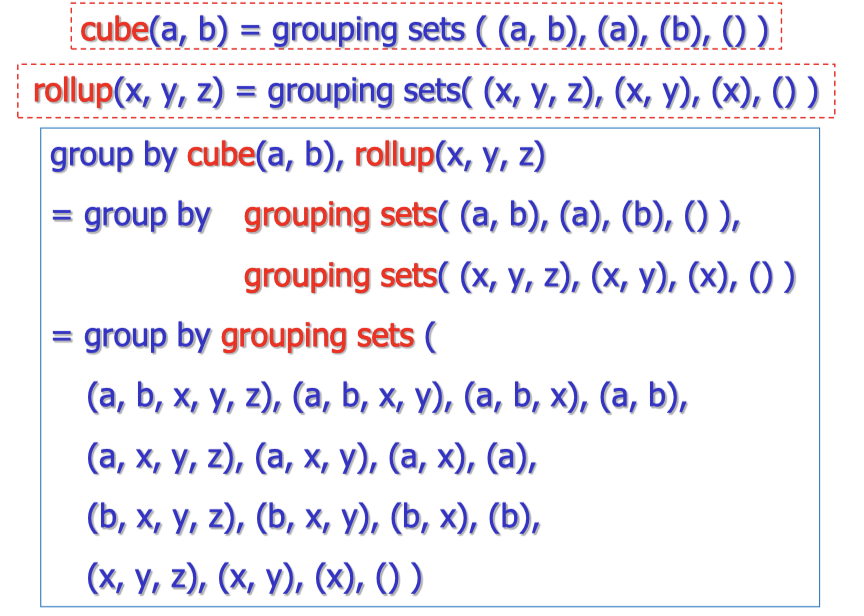 cube(a, b) = grouping sets ( (a, b), (a), (b), () )
rollup(x, y, z) = grouping sets( (x, y, z), (x, y), (x), () )
group by cube(a, b), rollup(x, y, z)
= group by grouping sets( (a, b), (a), (b), () ),
grouping sets( (x, y, z), (x, y), (x), () )
= group by grouping sets (
(a, b, x, y, z), (a, b, x, y), (a, b, x), (a, b),
(a, x, y, z), (a, x, y), (a, x), (a),
(b, x, y, z), (b, x, y), (b, x), (b),
(x, y, z), (x, y), (x), () )